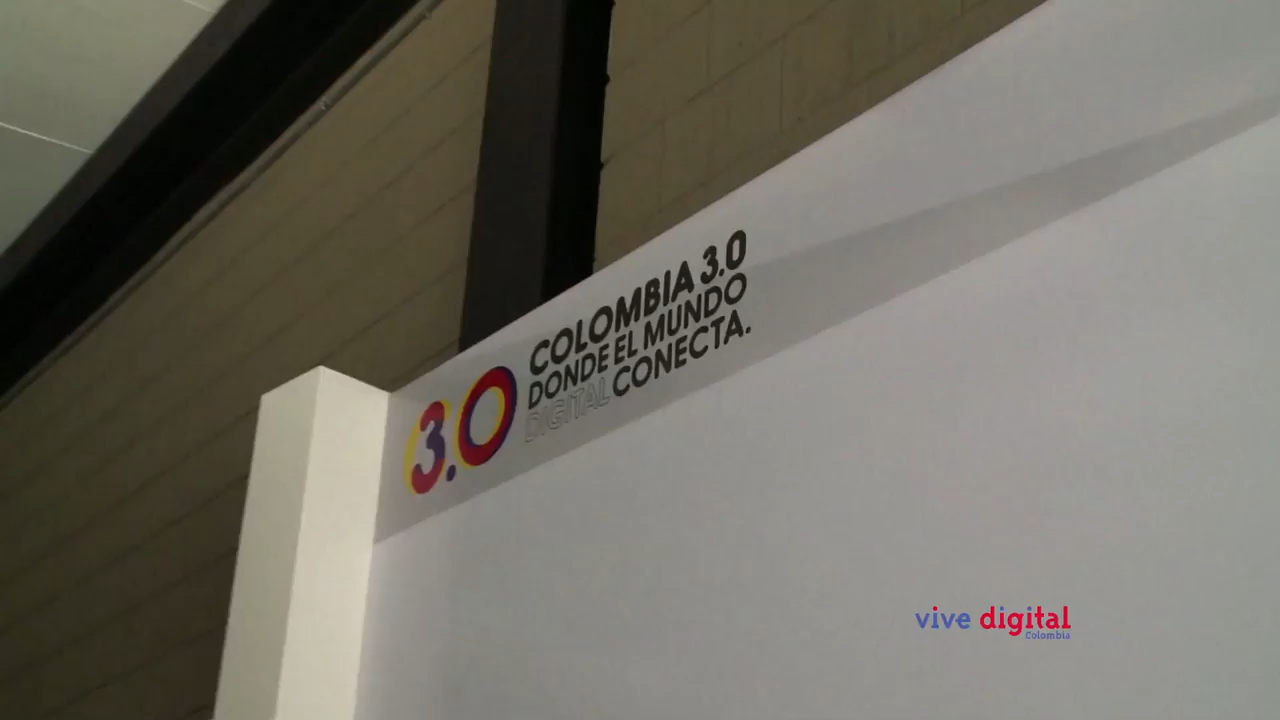 3.0
COLOMBIA 3.0
DONDE EL MUNDO
DIGITAL CONECTA.
vive digital
Colombia